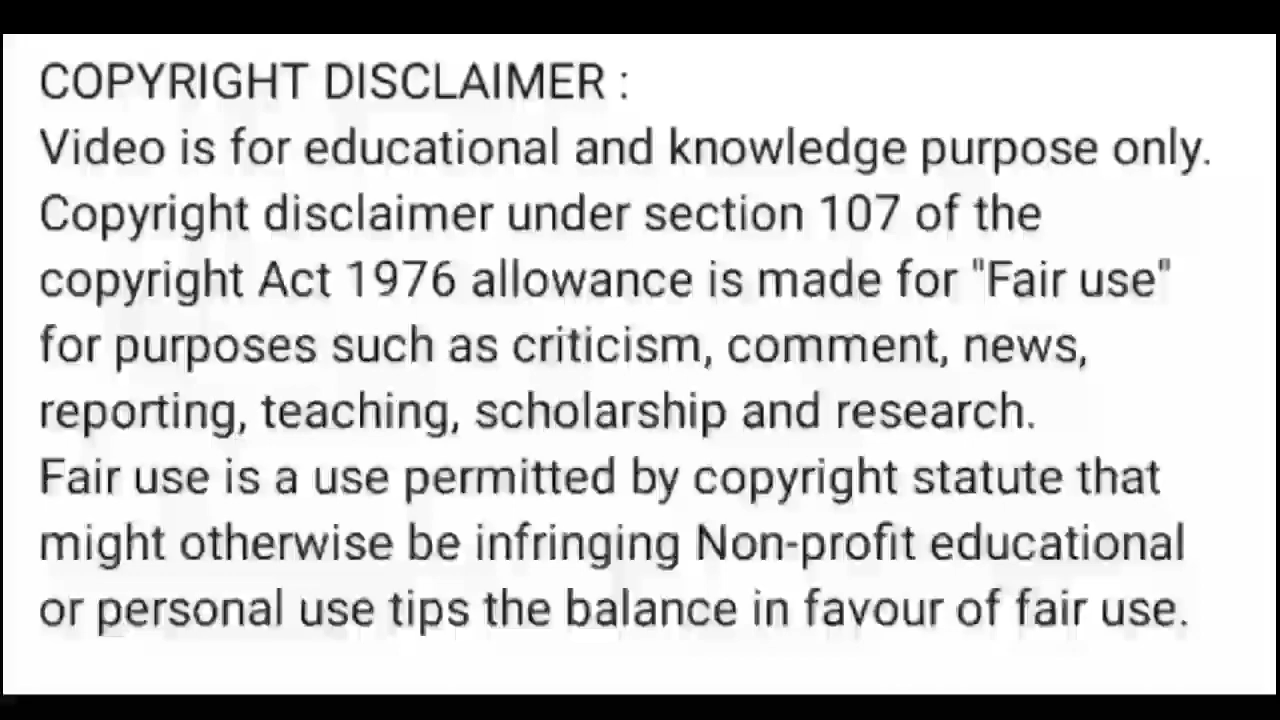 COPYRIGHT DISCLAIMER :
Video is for educational and knowledge purpose only.
Copyright disclaimer under section 107 of the
copyright Act 1976 allowance is made for "Fair use"
for purposes such as criticism, comment, news,
reporting, teaching, scholarship and research.
Fair use is a use permitted by copyright statute that
might otherwise be infringing Non-profit educational
or personal use tips the balance in favour of fair use.